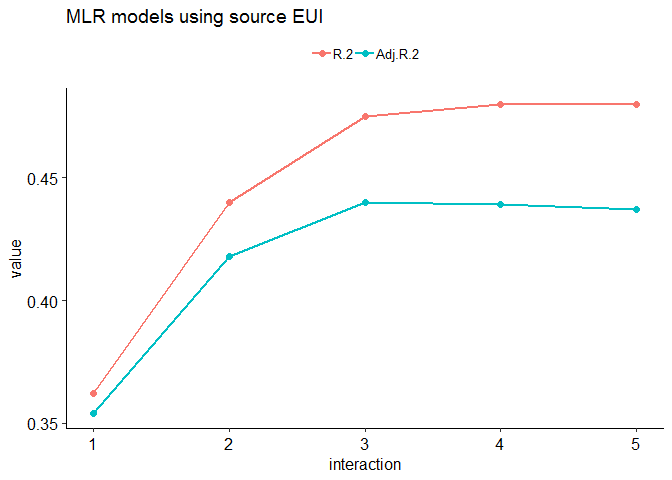 MLR models using source EUI
R.2 Adj.R.2
value
0.45
0.40
0.35
1 2 3 4 5
interaction